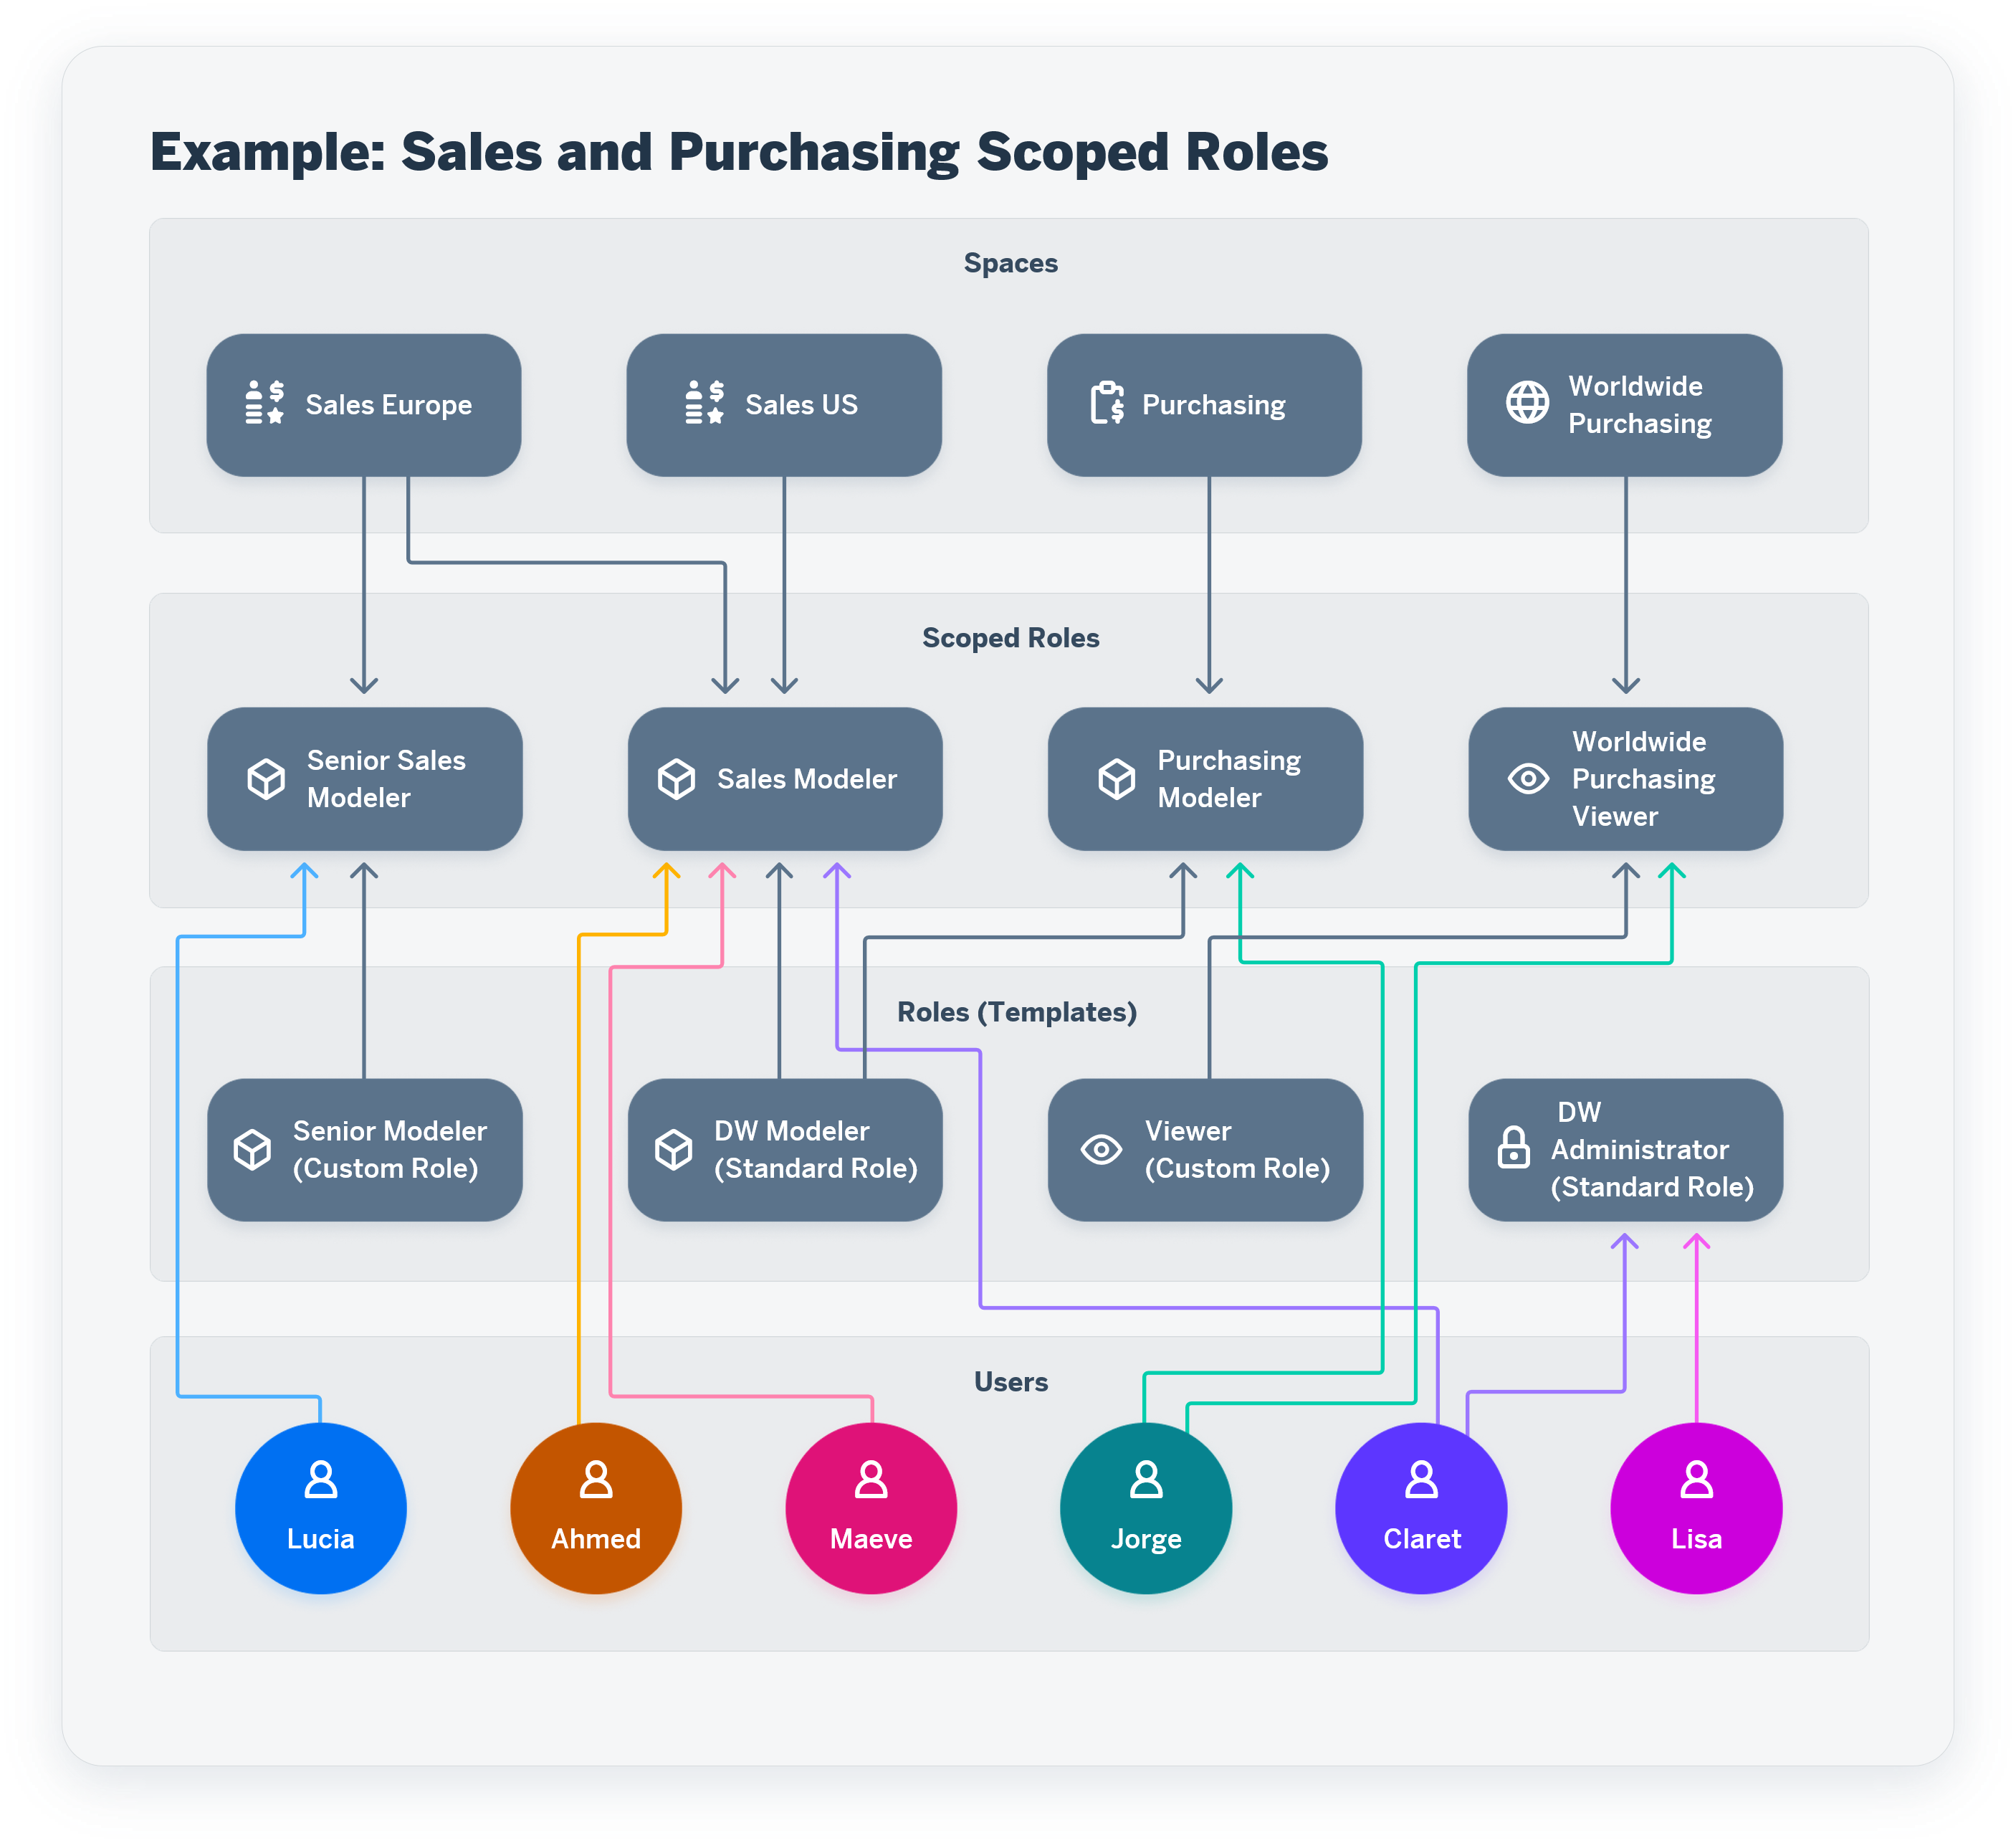 Example: Sales and Purchasing Scoped Roles
Spaces
Sales Europe
Sales US
Purchasing
Worldwide
Purchasing
Scoped Roles
Senior Sales
Modeler
Sales Modeler
Purchasing
Modeler
Worldwide
Purchasing
Viewer
Roles (Templates)
Senior Modeler
(Custom Role)
DW Modeler
(Standard Role)
Viewer
(Custom Role)
DW
Administrator
(Standard Role)
Users
Lucia
Ahmed
Maeve
Jorge
Claret
Lisa